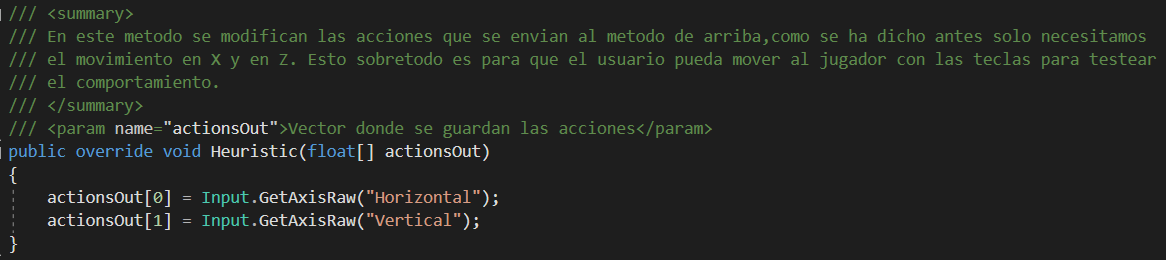 /// <summary>
/// En este metodo se modifican las acciones que se envian al metodo de arriba,como se ha dicho antes solo necesitamos
/// el movimiento en X y en Z. Esto sobretodo es para que el usuario pueda mover al jugador con las teclas para testear
/// el comportamiento.
/// </summary>
/// <param name="actionsOut">Vector donde se guardan las acciones</param>
public override void Heuristic(float[] actionsOut)
{
    actionsOut[0] = Input.GetAxisRaw("Horizontal");
    actionsOut[1] = Input.GetAxisRaw("Vertical");
}